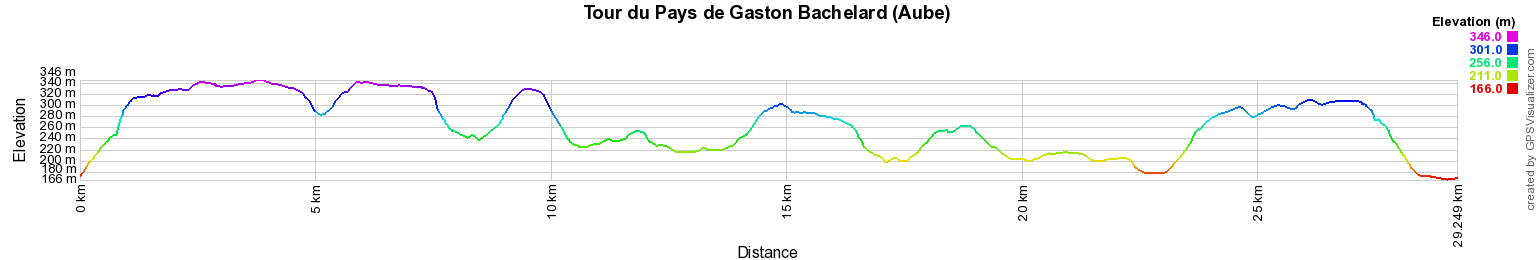 Tour du Pays de Gaston Bachelard (Aube)
Elevation (m)
346.0
301.0
256.0
211.0
166.0
346 m
340 m
320 m
300 m
280 m
260 m
240 m
220 m
200 m
180 m
166 m
Elevation
0 km
5 km
10 km
15 km
20 km
25 km
29.249 km
Distance
created by GPSVisualizer.com